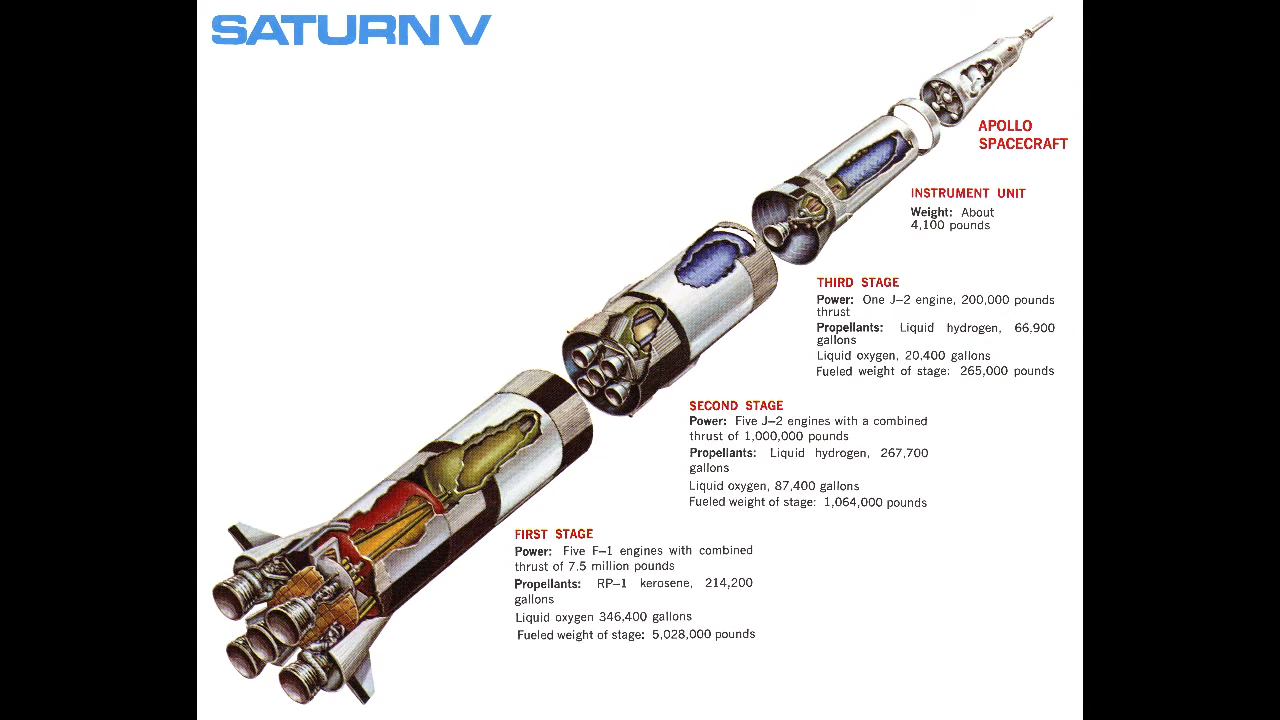 SATURN V
APOLLO
SPACECRAFT
INSTRUMENT UNIT
Weight: About
4,100 pounds
THIRD STAGE
Power: One J-2 engine, 200,000 pounds
thrust
Propellants: Liquid hydrogen, 66,900
gallons
Liquid oxygen, 20,400 gallons
Fueled weight of stage: 265,000 pounds
SECOND STAGE
Power: Five J-2 engines with a combined
thrust of 1,000,000 pounds
Propellants: Liquid hydrogen, 267,700
gallons
Liquid oxygen, 87,400 gallons
Fueled weight of stage: 1,064,000 pounds
FIRST STAGE
Power: Five F-1 engines with combined
thrust of 7.5 million pounds
Propellants: RP-1 kerosene, 214,200
gallons
Liquid oxygen 346,400 gallons
Fueled weight of stage: 5,028,000 pounds